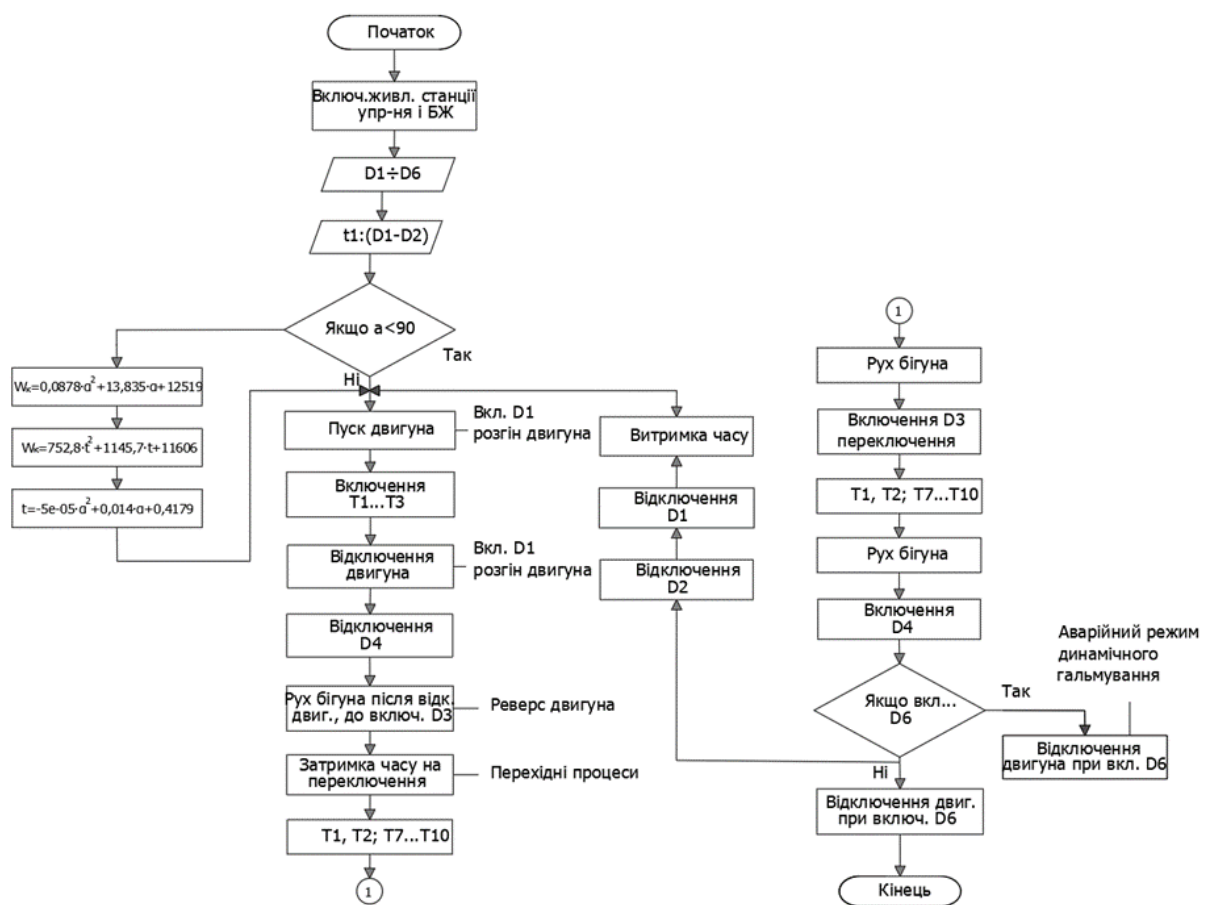 Початок
Включ.живл. станції
упр-ня і БЖ
D1÷D6
t1:(D1-D2)
Якщо a<90
Так
Ні
Wк=0,0878·a²+13,835·a+12519
Wк=752,8·t²+1145,7·t+11606
t=-5e-05·a²+0,014·a+0,4179
Пуск двигуна
Вкл. D1
розгін двигуна
Включення
T1...T3
Відключення
двигуна
Вкл. D1
розгін двигуна
Відключення
D4
Рух бігуна після відк.
двиг., до включ. D3
Реверс двигуна
Затримка часу на
переключення
Перехідні процеси
T1, T2; T7...T10
1
Витримка часу
Відключення
D1
Відключення
D2
1
Рух бігуна
Включення D3
переключення
T1, T2; T7...T10
Рух бігуна
Включення
D4
Якщо вкл...
D6
Так
Аварійний режим
динамічного
гальмування
Відключення
двигуна при вкл. D6
Ні
Відключення двиг.
при включ. D6
Кінець